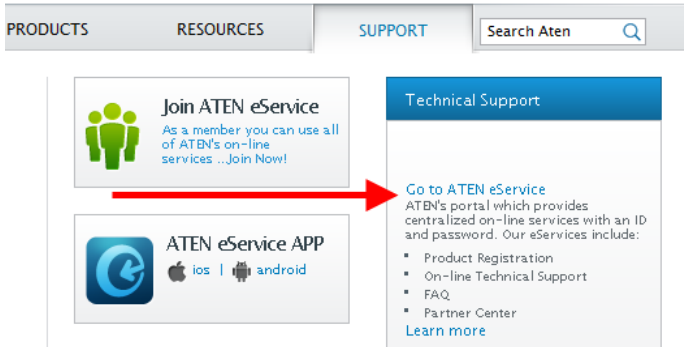 PRODUCTS RESOURCES SUPPORT Search Aten
Join ATEN eService
As a member you can use all
of ATEN's on-line
services ...Join Now!
ATEN eService APP
ios | android
Technical Support
Go to ATEN eService
ATEN's portal which provides
centralized on-line services with an ID
and password. Our eServices include:
Product Registration
On-line Technical Support
FAQ
Partner Center
Learn more